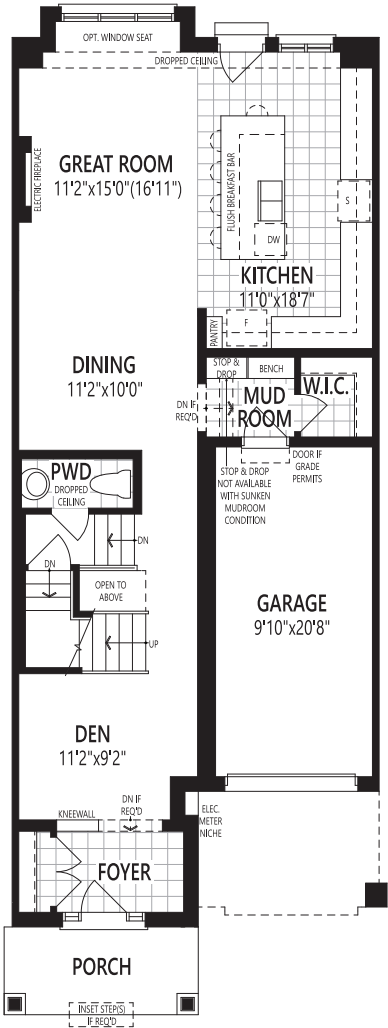 OPT. WINDOW SEAT
DROPPED CEILING
GREAT ROOM
11'2"x15'0"(16'11")
ELECTRIC FIREPLACE
FLUSH BREAKFAST BAR
S
DW
KITCHEN
11'0"x18'7"
PANTRY
F
DINING
11'2"x10'0"
STOP &
DROP
BENCH
W.I.C.
DN IF
REQ'D
MUD
ROOM
STOP & DROP
NOT AVAILABLE
WITH SUNKEN
MUDROOM
CONDITION
DOOR IF
GRADE
PERMITS
PWD
DROPPED
CEILING
DN
DN
OPEN TO
ABOVE
UP
GARAGE
9'10"x20'8"
DEN
11'2"x9'2"
KNEEWALL
DN IF
REQ'D
ELEC.
METER
NICHE
FOYER
PORCH
INSET STEP(S)
IF REQ'D